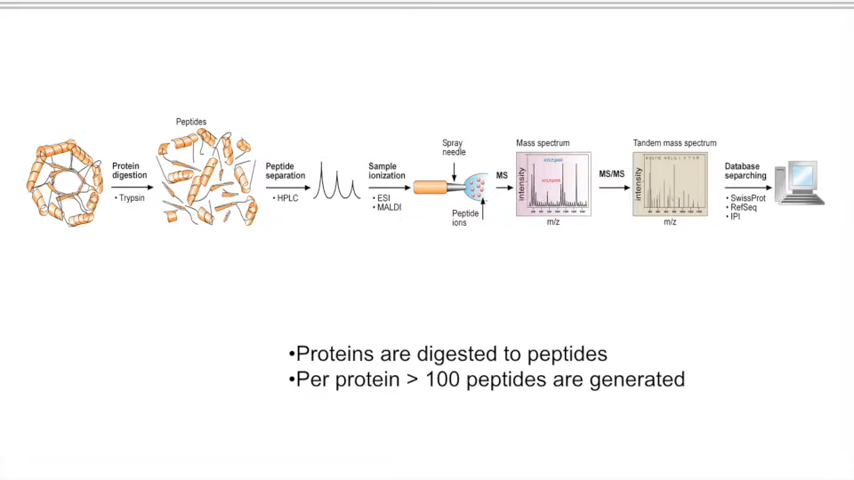 Peptides
Protein
digestion
• Trypsin
Peptide
separation
• HPLC
Sample
ionization
• ESI
• MALDI
Spray
needle
Peptide
ions
MS
Mass spectrum
intensity
m/z
MS/MS
Tandem mass spectrum
intensity
m/z
Database
separching
• SwissProt
• RefSeq
• IPI
•Proteins are digested to peptides
•Per protein > 100 peptides are generated